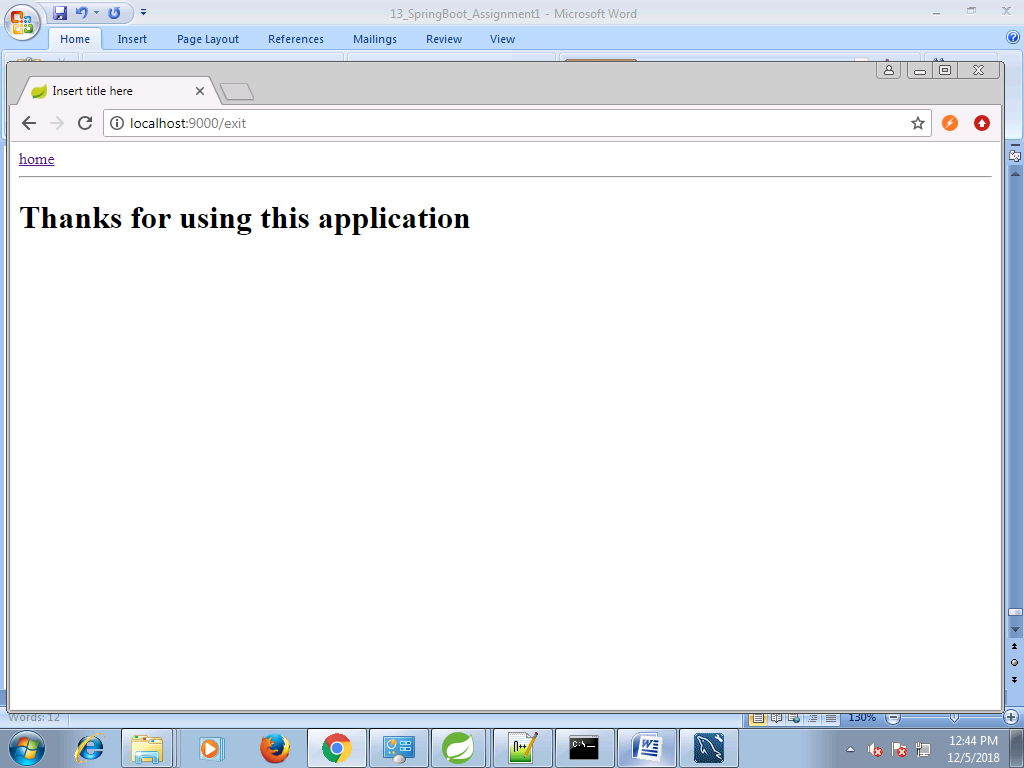 13_SpringBoot_Assignment1 - Microsoft Word
Home Insert Page Layout References Mailings Review View
Insert title here
localhost:9000/exit
home
Thanks for using this application
Words: 12
130%
12:44 PM
12/5/2018